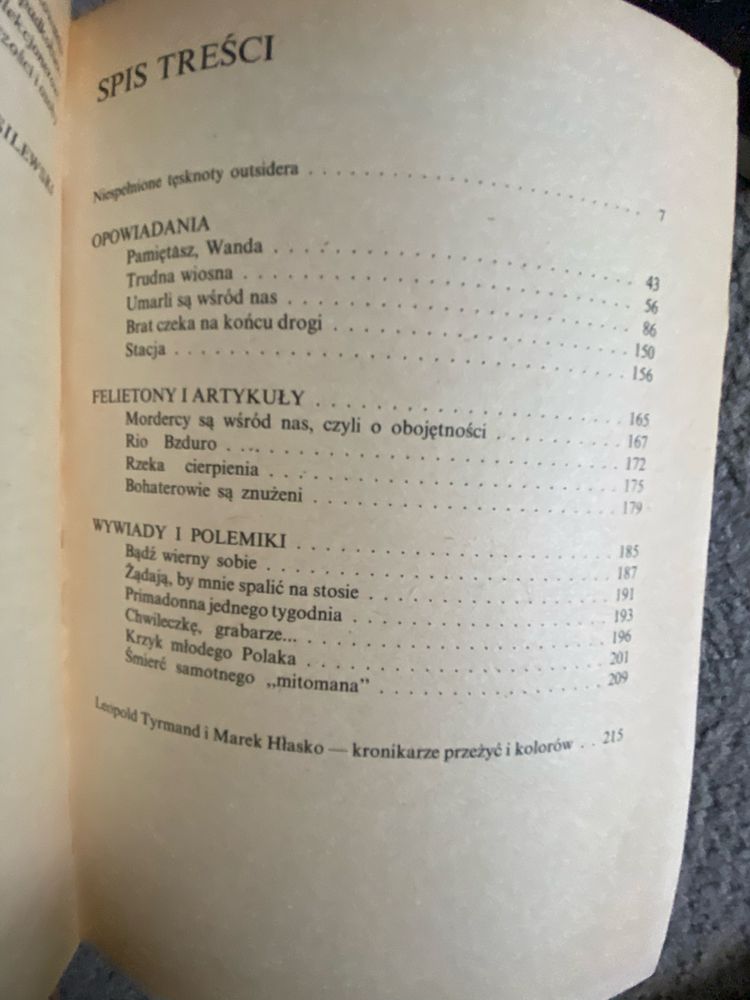 SPIS TREŚCI
Niespełnione tęsknoty outsidera . . . . . . . . . . . . . . . . . . . . . . . 7
OPOWIADANIA
Pamiętasz, Wanda . . . . . . . . . . . . . . . . . . . . . . . . 43
Trudna wiosna . . . . . . . . . . . . . . . . . . . . . . . . . . 56
Umarli są wśród nas . . . . . . . . . . . . . . . . . . . . . . . 86
Brat czeka na końcu drogi . . . . . . . . . . . . . . . . . . . . 150
Stacja . . . . . . . . . . . . . . . . . . . . . . . . . . . . . . 156
FELIETONY I ARTYKUŁY . . . . . . . . . . . . . . . . . . . . . 165
Mordercy są wśród nas, czyli o obojętności . . . . . . . . . 167
Rio Bzduro . . . . . . . . . . . . . . . . . . . . . . . . . . . . 172
Rzeka cierpienia . . . . . . . . . . . . . . . . . . . . . . . . . 175
Bohaterowie są znużeni . . . . . . . . . . . . . . . . . . . . . 179
WYWIADY I POLEMIKI . . . . . . . . . . . . . . . . . . . . . . 185
Bądź wierny sobie . . . . . . . . . . . . . . . . . . . . . . . . 187
Żądają, by mnie spalić na stosie . . . . . . . . . . . . . . . . 191
Primadonna jednego tygodnia . . . . . . . . . . . . . . . . . . 193
Chwileczkę, grabarze... . . . . . . . . . . . . . . . . . . . . . 196
Krzyk młodego Polaka . . . . . . . . . . . . . . . . . . . . . . 201
Śmierć samotnego „mitomana” . . . . . . . . . . . . . . . . . 209
Leopold Tyrmand i Marek Hłasko — kronikarze przeżyć i kolorów . . 215